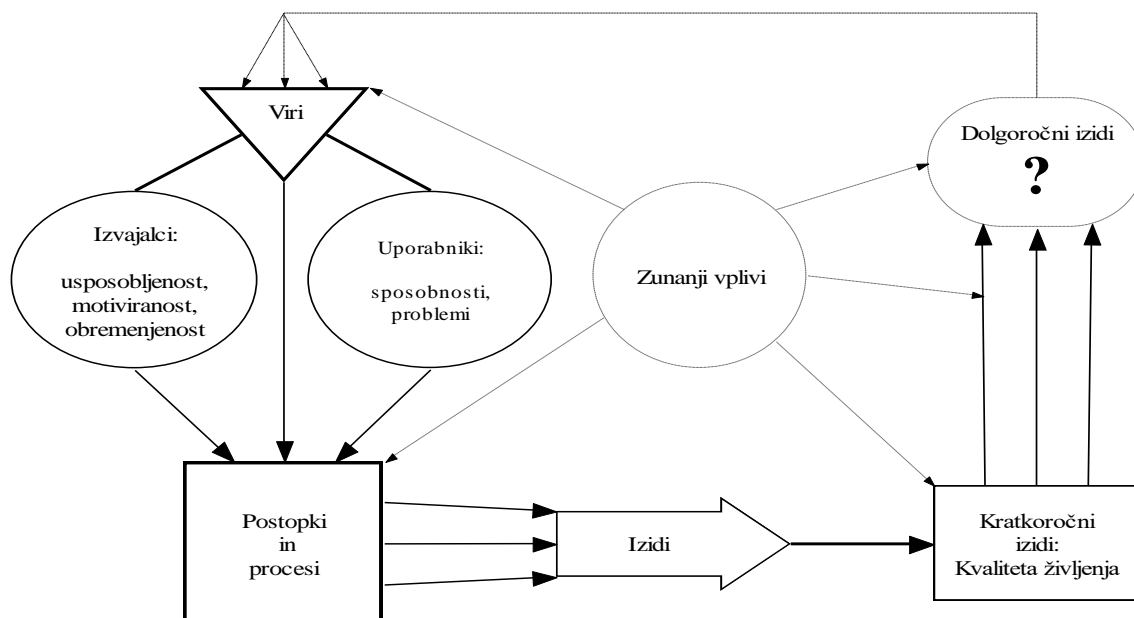 Viri
Dolgoročni izidi
?
Izvajalci:
usposobljenost,
motiviranost,
obremenjenost
Uporabniki:
sposobnosti,
problemi
Zunanji vplivi
Postopki
in
procesi
Izidi
Kratkoročni
izidi:
Kvaliteta življenja